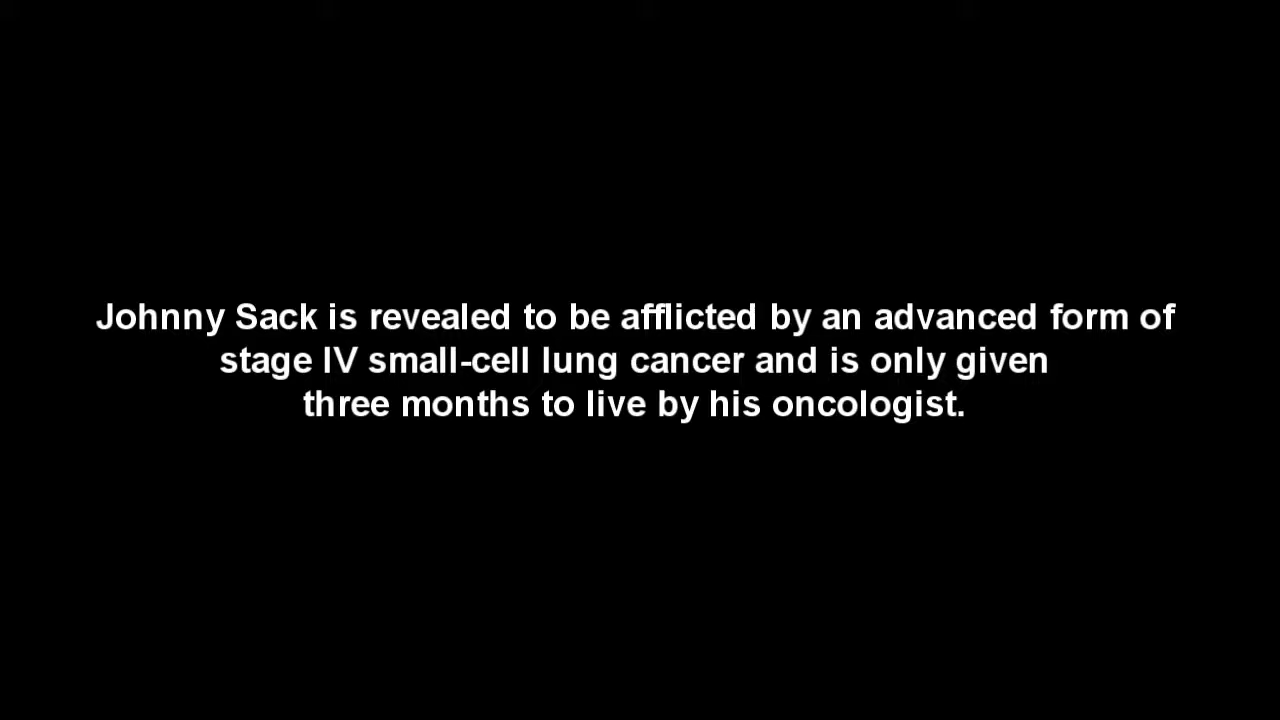 Johnny Sack is revealed to be afflicted by an advanced form of
stage IV small-cell lung cancer and is only given
three months to live by his oncologist.